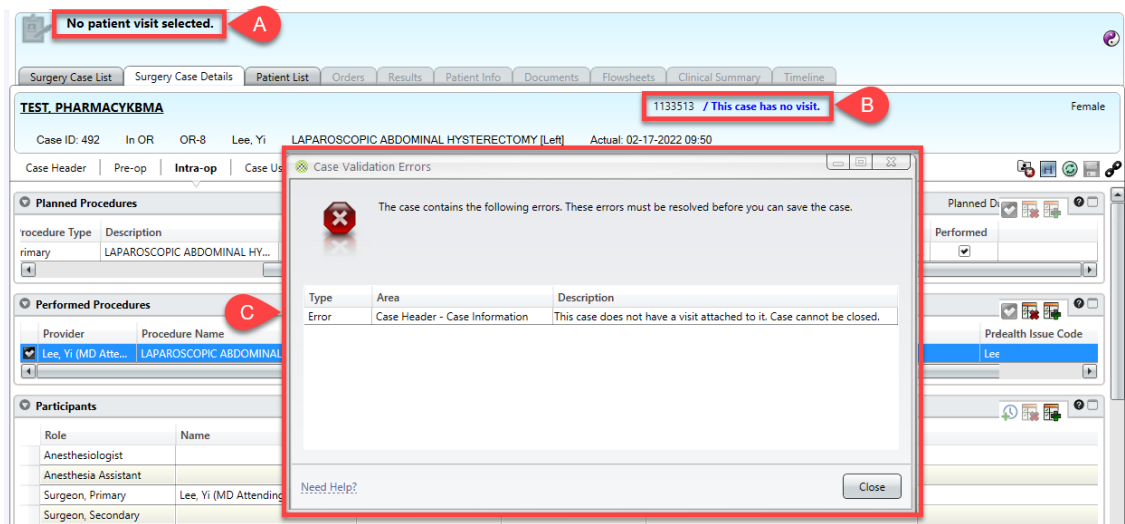 No patient visit selected.
A
Surgery Case List Surgery Case Details Patient List Orders Results Patient Info Documents Flowsheets Clinical Summary Timeline
TEST, PHARMACYKBMA 1133513 / This case has no visit. B Female
Case ID: 492 In OR OR-8 Lee, Yi LAPAROSCOPIC ABDOMINAL HYSTERECTOMY [Left] Actual: 02-17-2022 09:50
Case Header Pre-op Intra-op Case Us
Case Validation Errors
The case contains the following errors. These errors must be resolved before you can save the case.
Type Area Description
Error Case Header - Case Information This case does not have a visit attached to it. Case cannot be closed.
Need Help? Close
C
Planned Procedures Planned D
rocedure Type Description Performed
rimary LAPAROSCOPIC ABDOMINAL HY...
Performed Procedures
Provider Procedure Name Prdealth Issue Code
Lee, Yi (MD Atte... LAPAROSCOPIC ABDOMINAL Lee
Participants
Role Name
Anesthesiologist
Anesthesia Assistant
Surgeon, Primary Lee, Yi (MD Attending
Surgeon, Secondary